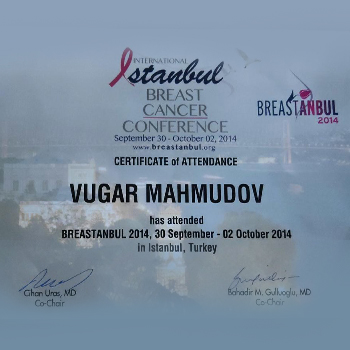 INTERNATIONAL
Istanbul
BREAST
CANCER
CONFERENCE
September 30 - October 02, 2014
www.breastanbul.org
BREASTANBUL
2014
CERTIFICATE of ATTENDANCE
VUGAR MAHMUDOV
has attended
BREASTANBUL 2014, 30 September - 02 October 2014
in Istanbul, Turkey
Cihan Uras, MD
Co-Chair
Bahadir M. Gulluoglu, MD
Co-Chair